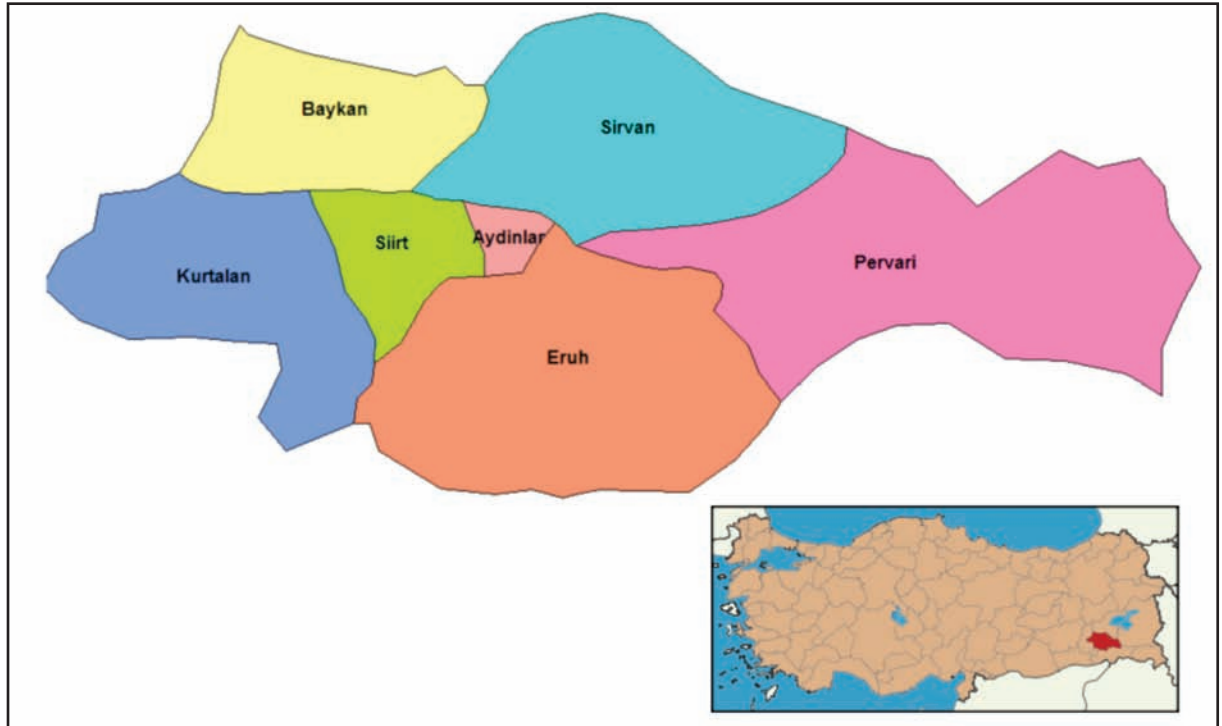 Baykan
Sirvan
Siirt
Aydinlar
Kurtalan
Pervari
Eruh